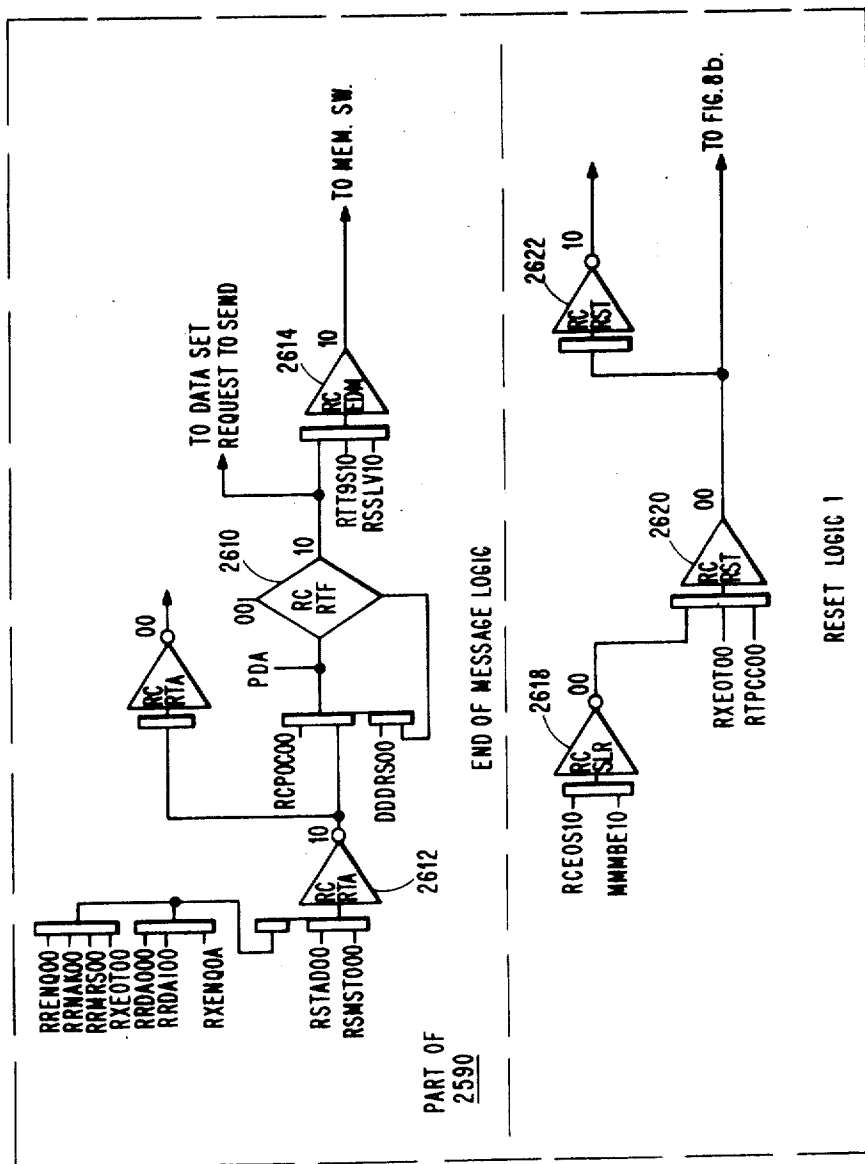 RRENQ00
RRNAK00
RRMRS00
RXEOT00
RRDA000
RRDA100
RXENQ0A
RSTAD00
RSMST000
RC
RTA
10
2612
RC
RTA
00
RCPOC00
DDDRS00
PDA
00
RC
RTF
10
2610
TO DATA SET
REQUEST TO SEND
RTT9S10
RSSLV10
RC
EOM
10
2614
TO MEM. SW.
END OF MESSAGE LOGIC
PART OF
2590
RCEOS10
MMMBE10
RC
SLR
00
2618
RXEOT00
RTPCC00
RC
RST
00
2620
RC
RST
10
2622
TO FIG. 8b.
RESET LOGIC 1